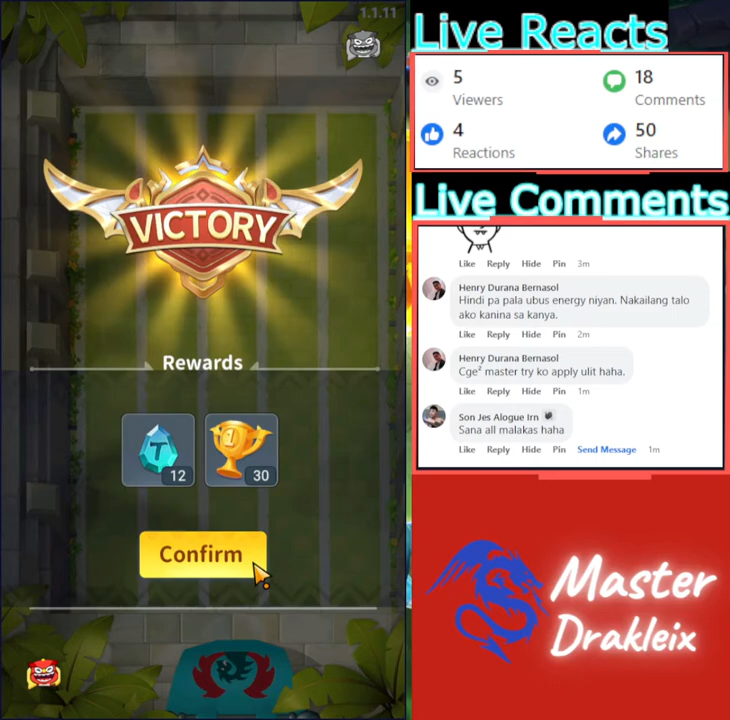 1.1.11
VICTORY
Rewards
T
12
1
30
Confirm
Live Reacts
5
Viewers
18
Comments
4
Reactions
50
Shares
Live Comments
Like Reply Hide Pin 3m
Henry Durana Bernasol
Hindi pa pala ubus energy niyan. Nakailang talo
ako kanina sa kanya.
Like Reply Hide Pin 2m
Henry Durana Bernasol
Cge² master try ko apply ulit haha.
Like Reply Hide Pin 1m
Son Jes Alogue Irn
Sana all malakas haha
Like Reply Hide Pin Send Message 1m
Master
Drakleix